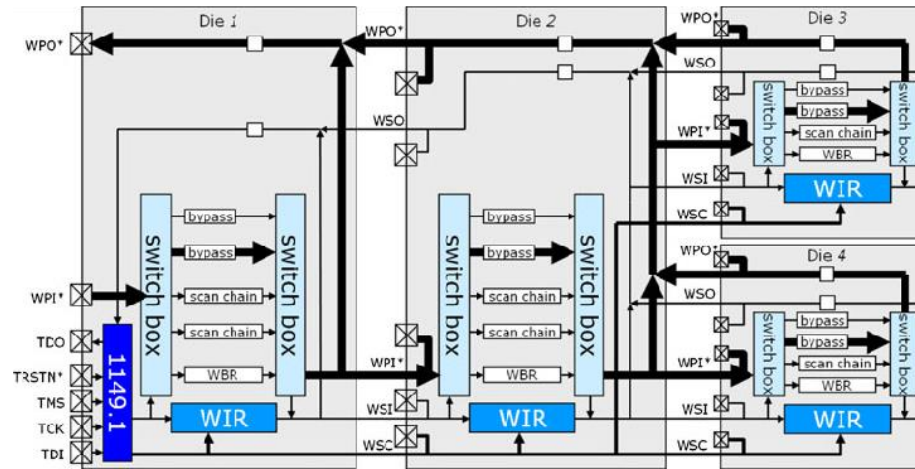 Die 1
Die 2
Die 3
WPO*
WPO*
WPO*
WSO
WSO
bypass
bypass
scan chain
WBR
switch box
switch box
WPI*
WSI
WIR
WSC
bypass
bypass
scan chain
scan chain
WBR
switch box
switch box
WIR
bypass
bypass
scan chain
scan chain
WBR
switch box
switch box
WIR
WPI*
TDO
TRSTN*
TMS
TCK
TDI
1149.1
WPI*
WSI
WSC
WPO*
Die 4
WSO
bypass
bypass
scan chain
WBR
switch box
switch box
WPI*
WSI
WIR
WSC